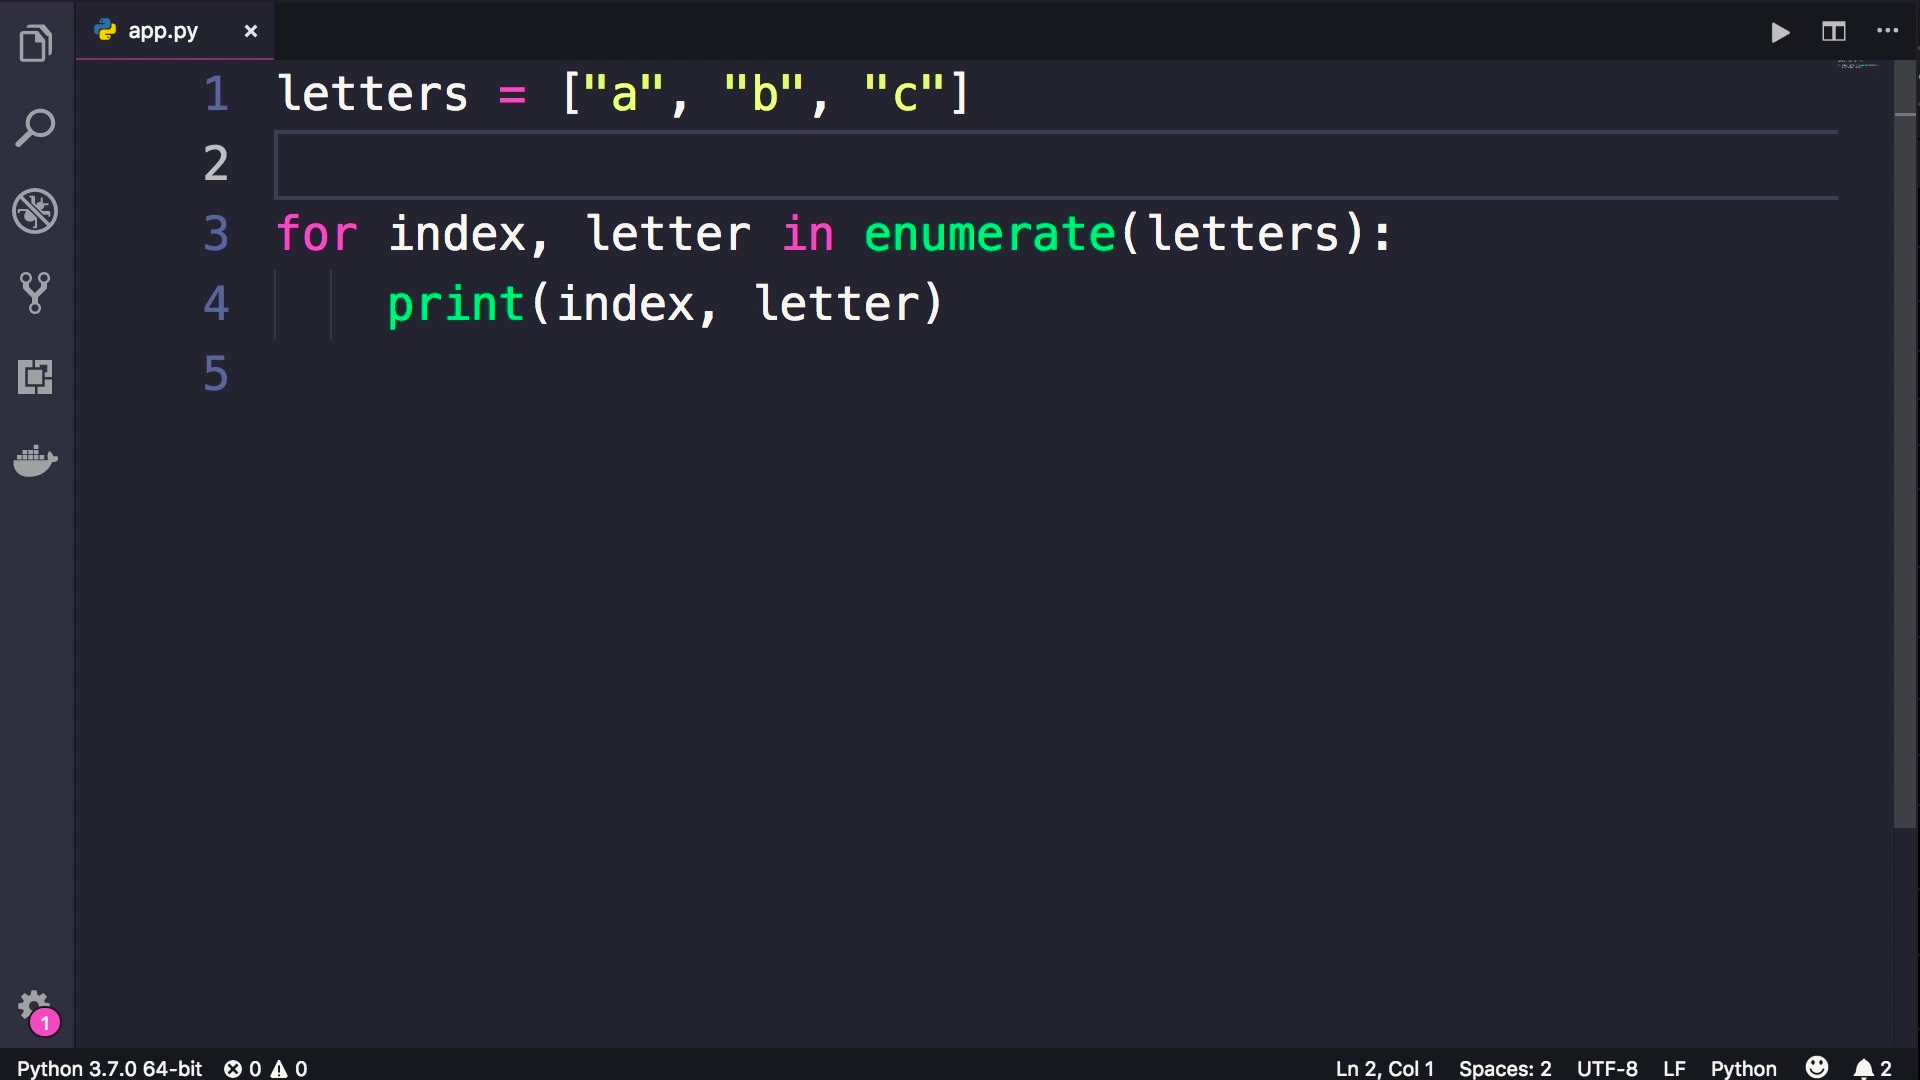 app.py ×
1 letters = ["a", "b", "c"]
2
3 for index, letter in enumerate(letters):
4     print(index, letter)
5
1
Python 3.7.0 64-bit 0 0 Ln 2, Col 1 Spaces: 2 UTF-8 LF Python 2